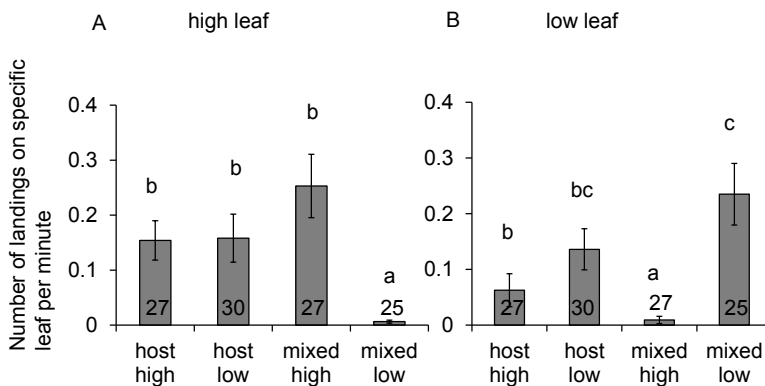 A high leaf
B low leaf
Number of landings on specific
leaf per minute
0.4
0.3
0.2
0.1
0
b
b
b
a
27
30
27
25
host
high
host
low
mixed
high
mixed
low
0.4
0.3
0.2
0.1
0
b
bc
a
c
27
30
27
25
host
high
host
low
mixed
high
mixed
low